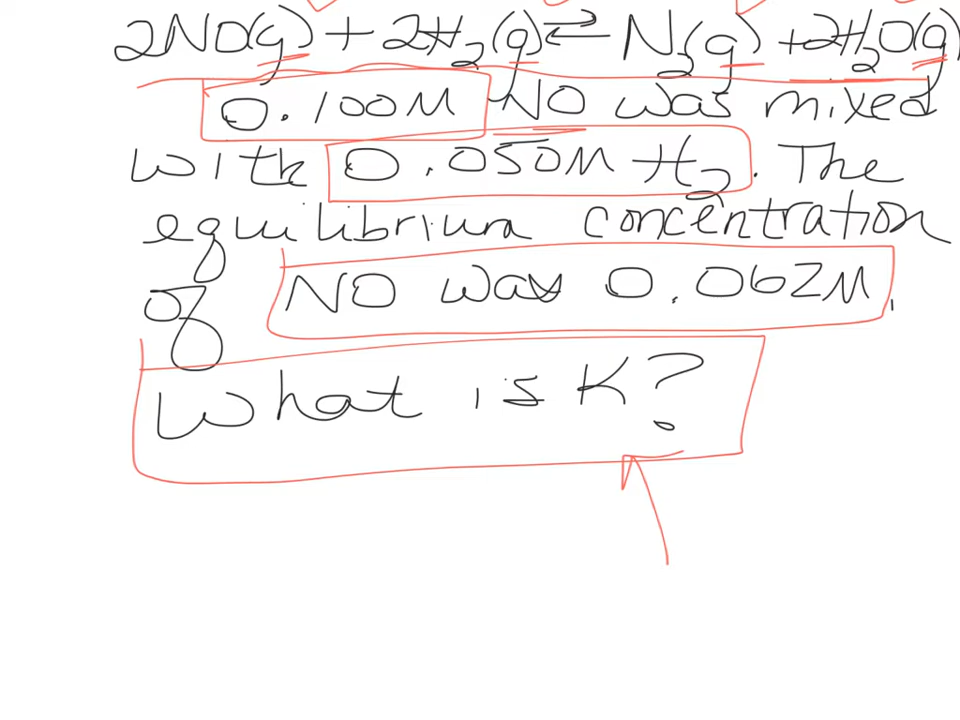 2NO(g) + 2H₂(g) ⇌ N₂(g) + 2H₂O(g)
0.100M NO was mixed
with 0.050M H₂. The
equilibrium concentration
of NO was 0.062M.
What is K?